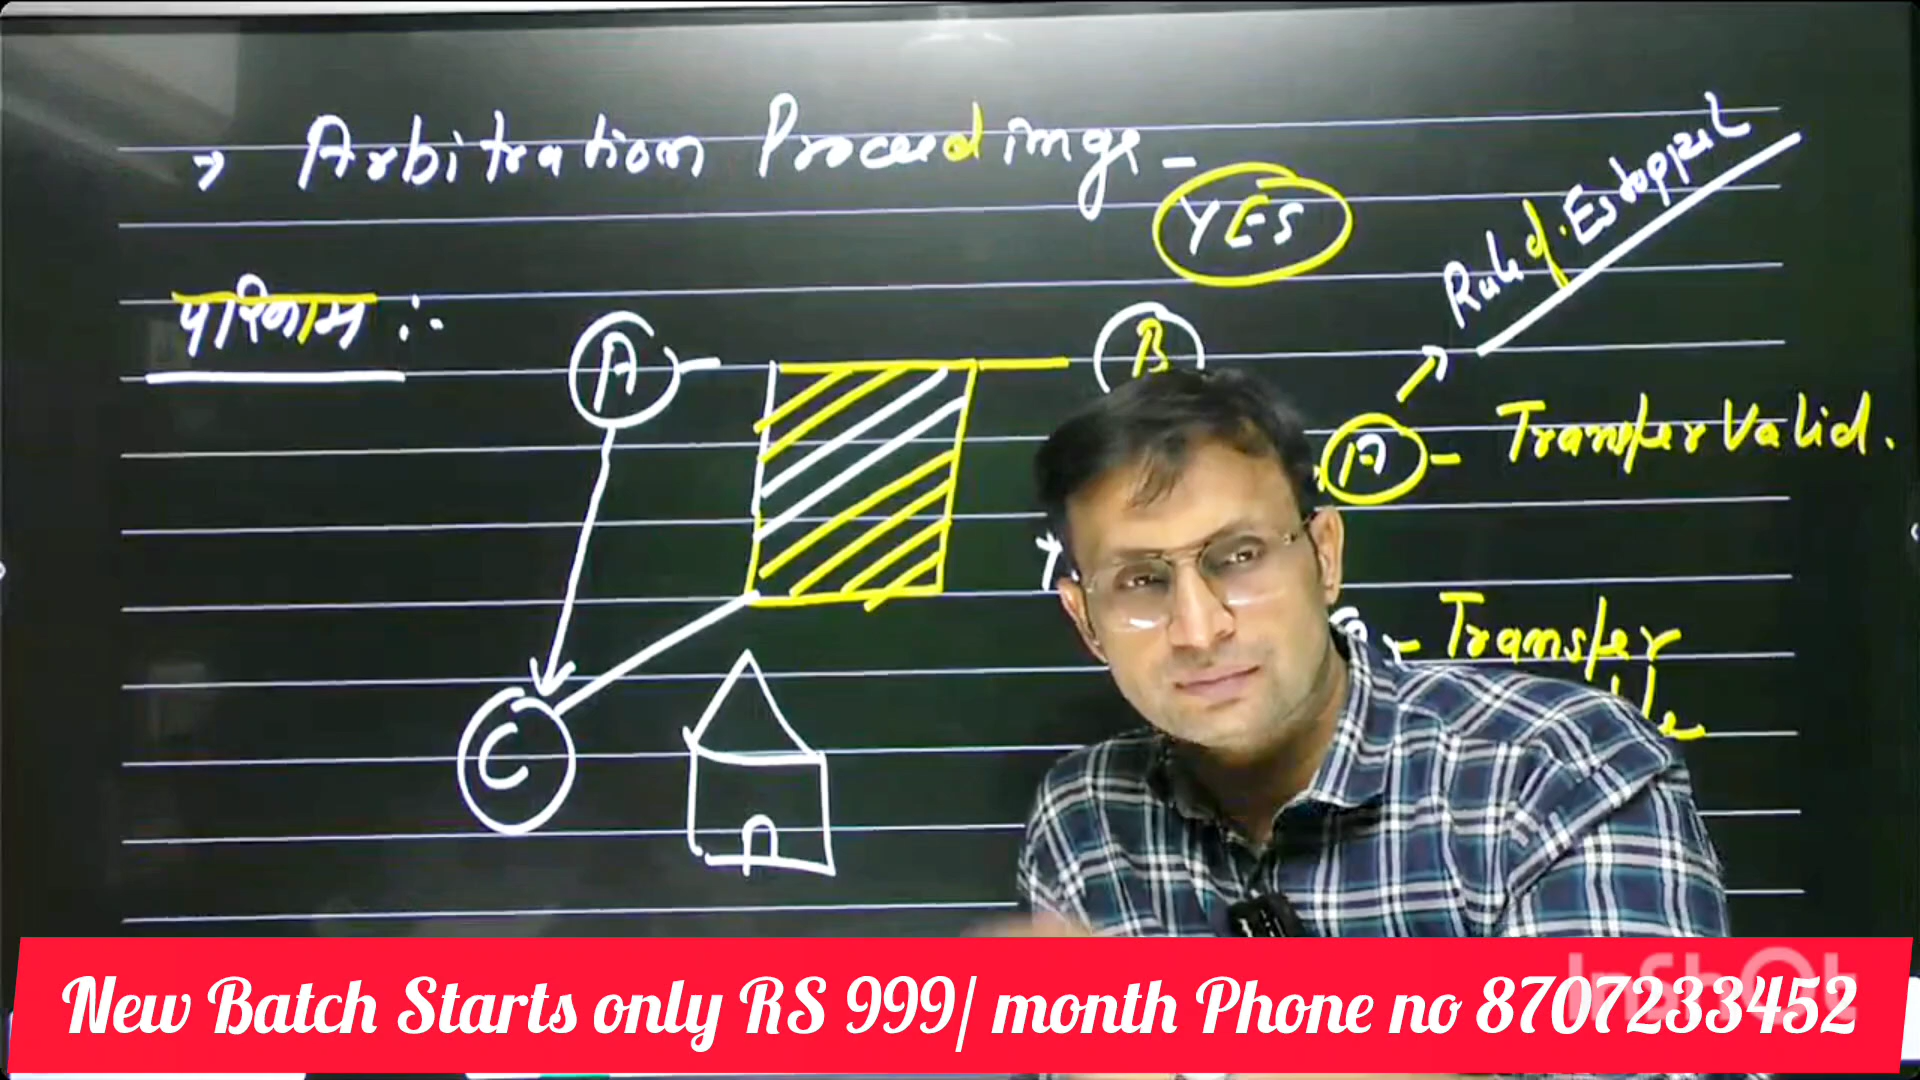 → Arbitration Proceedings -
YES
Rule of Estoppel
परिणाम :-
A
B
A - Transfer Valid.
- Transfer
C
New Batch Starts only RS 999/ month Phone no 8707233452
InShOt